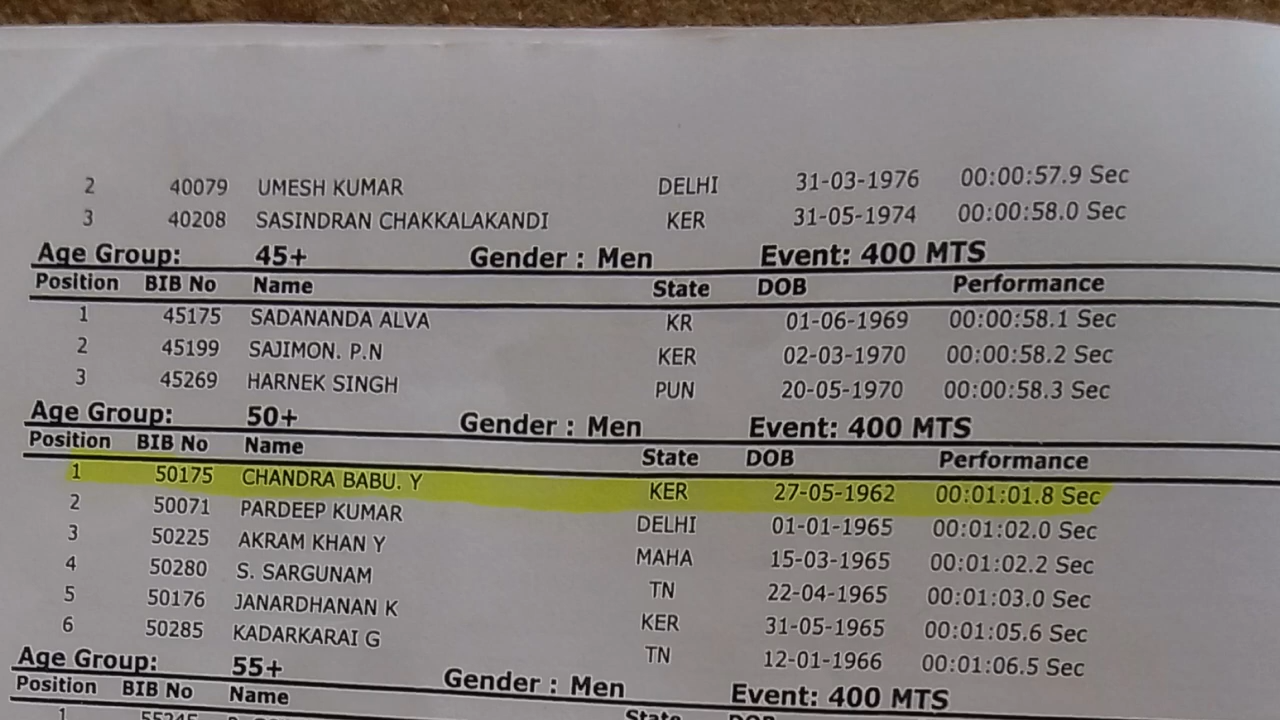 2 40079 UMESH KUMAR DELHI 31-03-1976 00:00:57.9 Sec
3 40208 SASINDRAN CHAKKALAKANDI KER 31-05-1974 00:00:58.0 Sec
Age Group: 45+ Gender : Men Event: 400 MTS
Position BIB No Name State DOB Performance
1 45175 SADANANDA ALVA KR 01-06-1969 00:00:58.1 Sec
2 45199 SAJIMON. P.N KER 02-03-1970 00:00:58.2 Sec
3 45269 HARNEK SINGH PUN 20-05-1970 00:00:58.3 Sec
Age Group: 50+ Gender : Men Event: 400 MTS
Position BIB No Name State DOB Performance
1 50175 CHANDRA BABU. Y KER 27-05-1962 00:01:01.8 Sec
2 50071 PARDEEP KUMAR DELHI 01-01-1965 00:01:02.0 Sec
3 50225 AKRAM KHAN Y MAHA 15-03-1965 00:01:02.2 Sec
4 50280 S. SARGUNAM TN 22-04-1965 00:01:03.0 Sec
5 50176 JANARDHANAN K KER 31-05-1965 00:01:05.6 Sec
6 50285 KADARKARAI G TN 12-01-1966 00:01:06.5 Sec
Age Group: 55+ Gender : Men Event: 400 MTS
Position BIB No Name State DOB
1